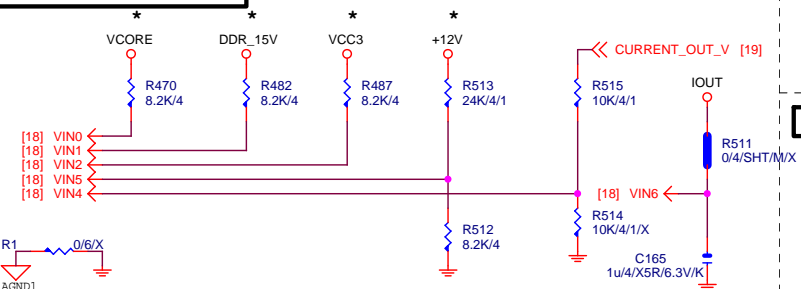 * * * *
VCORE DDR_15V VCC3 +12V
CURRENT_OUT_V [19]
IOUT
R470
8.2K/4
R482
8.2K/4
R487
8.2K/4
R513
24K/4/1
R515
10K/4/1
R511
0/4/SHT/M/X
[18] VIN0
[18] VIN1
[18] VIN2
[18] VIN5
[18] VIN4
[18] VIN6
R512
8.2K/4
R514
10K/4/1/X
R1 0/6/X
AGND1
C165
1u/4/X5R/6.3V/K